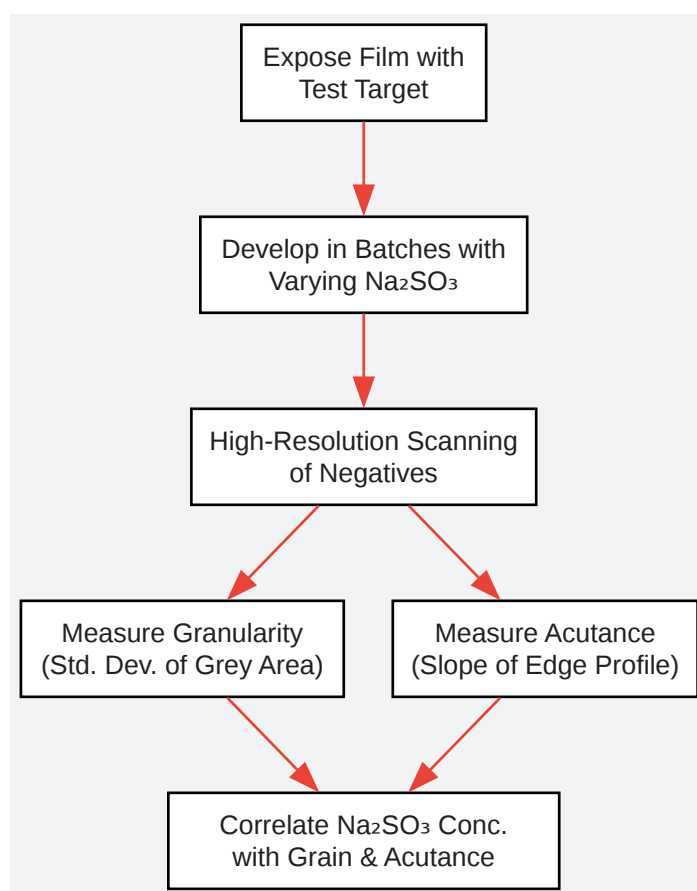 Expose Film with
Test Target
Develop in Batches with
Varying Na₂SO₃
High-Resolution Scanning
of Negatives
Measure Granularity
(Std. Dev. of Grey Area)
Measure Acutance
(Slope of Edge Profile)
Correlate Na₂SO₃ Conc.
with Grain & Acutance